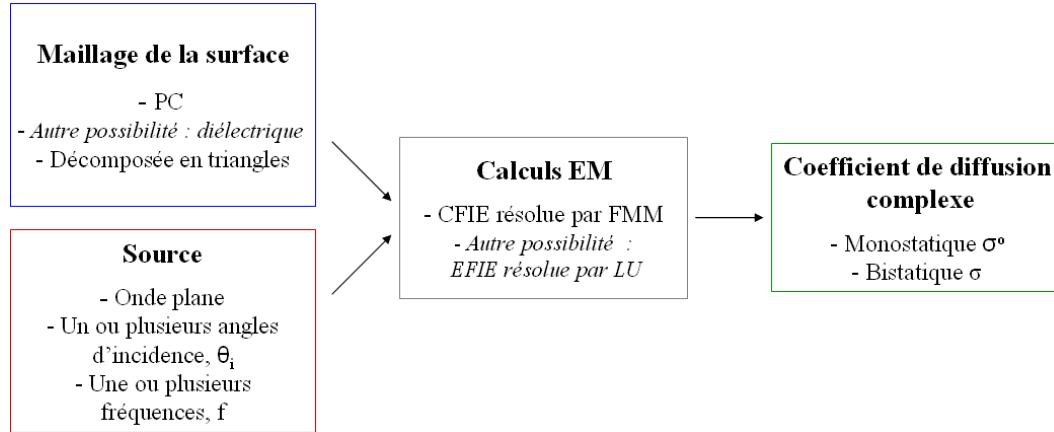 Maillage de la surface
- PC
- Autre possibilité : diélectrique
- Décomposée en triangles
Source
- Onde plane
- Un ou plusieurs angles
d’incidence, θi
- Une ou plusieurs
fréquences, f
Calculs EM
- CFIE résolue par FMM
- Autre possibilité :
EFIE résolue par LU
Coefficient de diffusion
complexe
- Monostatique σ°
- Bistatique σ